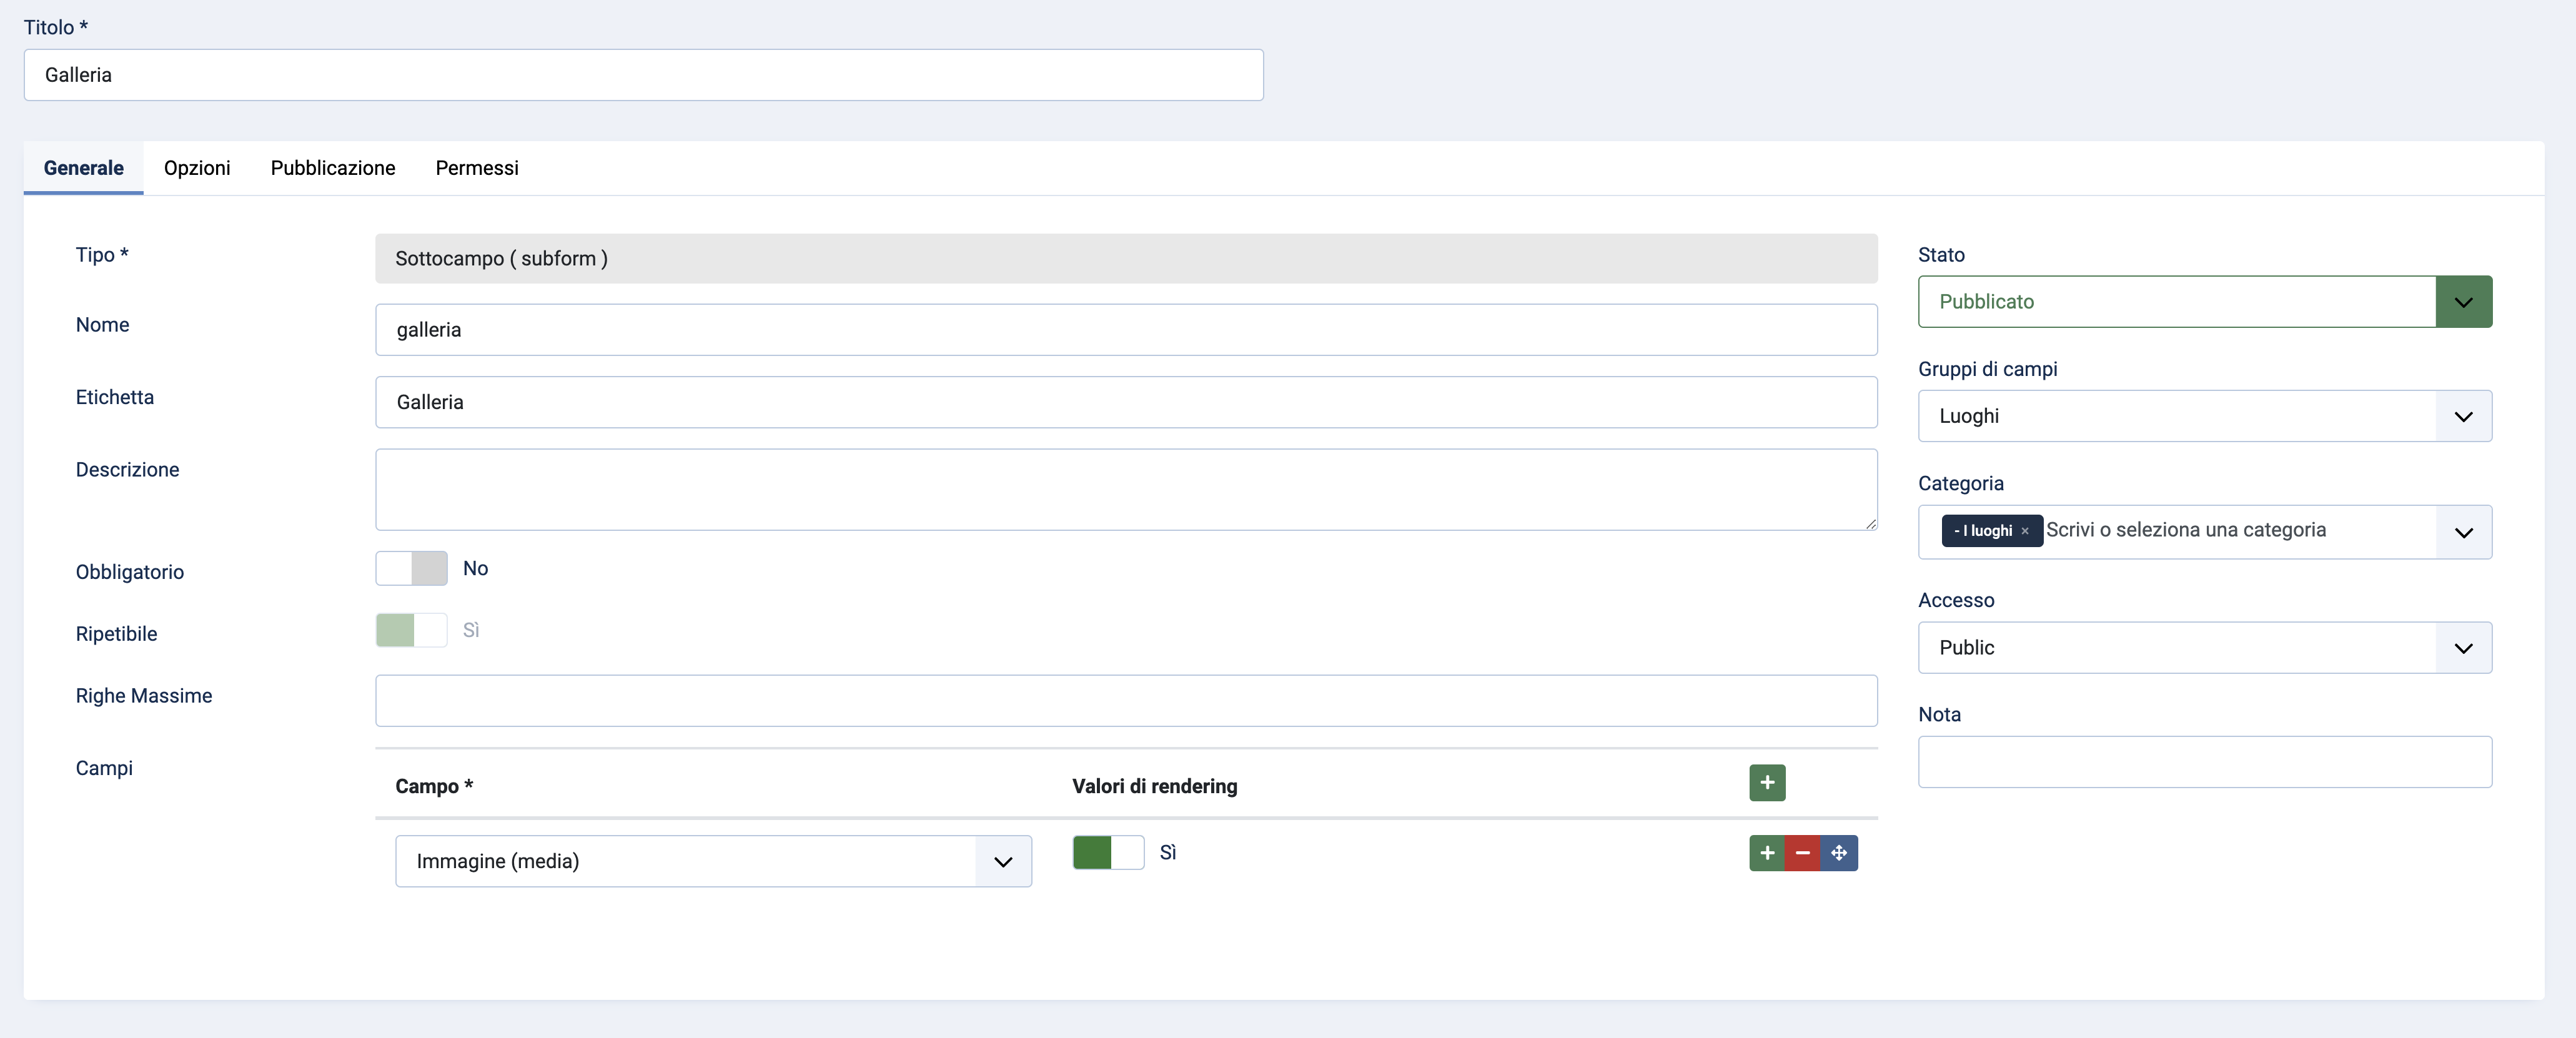 Titolo *
Galleria
Generale Opzioni Pubblicazione Permessi
Tipo *
Sottocampo ( subform )
Nome
galleria
Etichetta
Galleria
Descrizione
Obbligatorio
No
Ripetibile
Sì
Righe Massime
Campi
Campo * Valori di rendering
Immagine (media)
Sì
Stato
Pubblicato
Gruppi di campi
Luoghi
Categoria
- I luoghi × Scrivi o seleziona una categoria
Accesso
Public
Nota